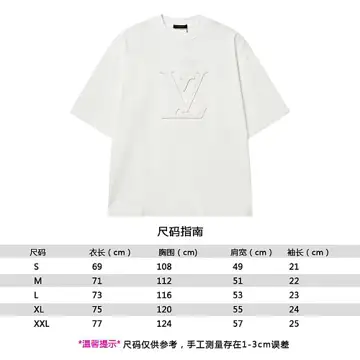 LV
尺码指南
尺码 衣长(cm) 胸围(cm) 肩宽(cm) 袖长(cm)
S 69 108 49 21
M 71 112 51 22
L 73 116 53 23
XL 75 120 55 24
XXL 77 124 57 25
*温馨提示* 尺码仅供参考，手工测量存在1-3cm误差